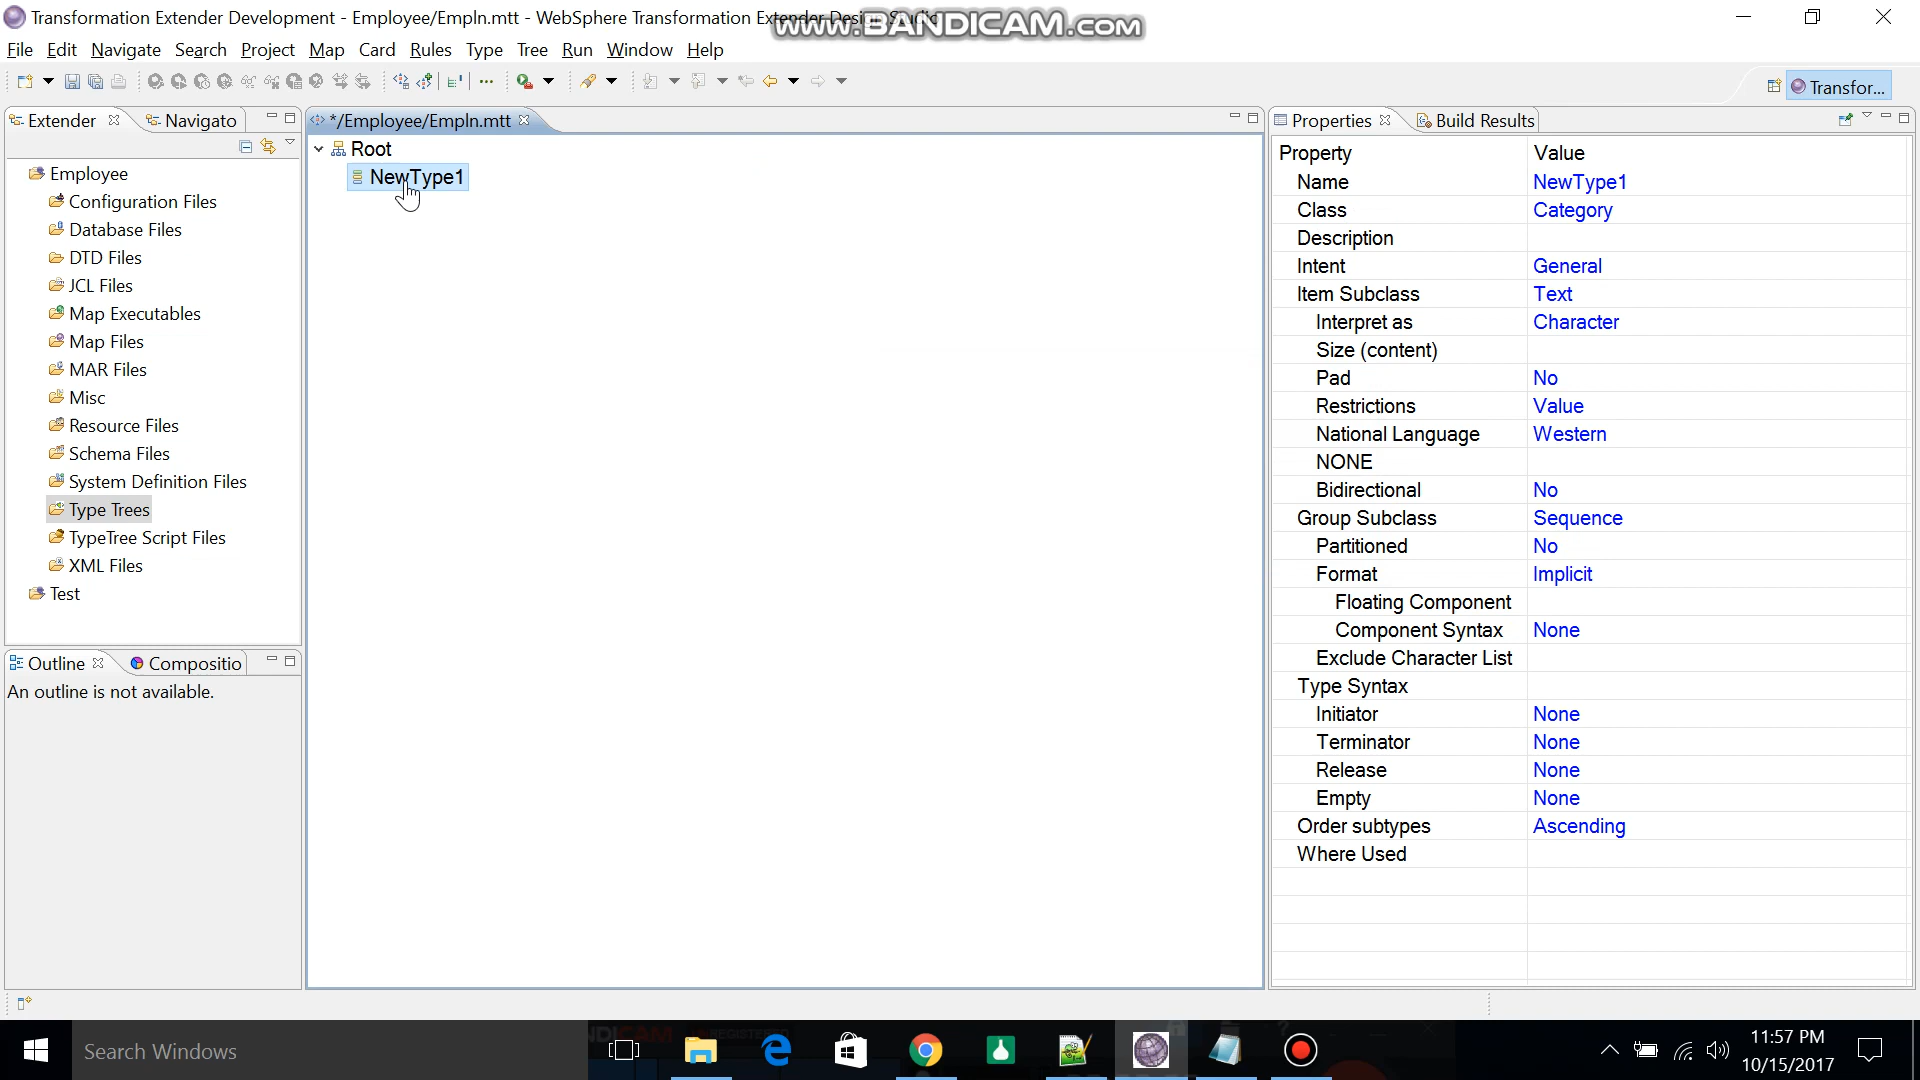 Transformation Extender Development - Employee/Empln.mtt - WebSphere Transformation Extender Design Studio
www.BANDICAM.com
File Edit Navigate Search Project Map Card Rules Type Tree Run Window Help
Transfor...
Extender
Navigato
Employee
Configuration Files
Database Files
DTD Files
JCL Files
Map Executables
Map Files
MAR Files
Misc
Resource Files
Schema Files
System Definition Files
Type Trees
TypeTree Script Files
XML Files
Test
Outline
Compositio
An outline is not available.
*/Employee/Empln.mtt
Root
NewType1
Properties
Build Results
Property Value
Name NewType1
Class Category
Description
Intent General
Item Subclass Text
Interpret as Character
Size (content)
Pad No
Restrictions Value
National Language Western
NONE
Bidirectional No
Group Subclass Sequence
Partitioned No
Format Implicit
Floating Component
Component Syntax None
Exclude Character List
Type Syntax
Initiator None
Terminator None
Release None
Empty None
Order subtypes Ascending
Where Used
Search Windows
11:57 PM
10/15/2017